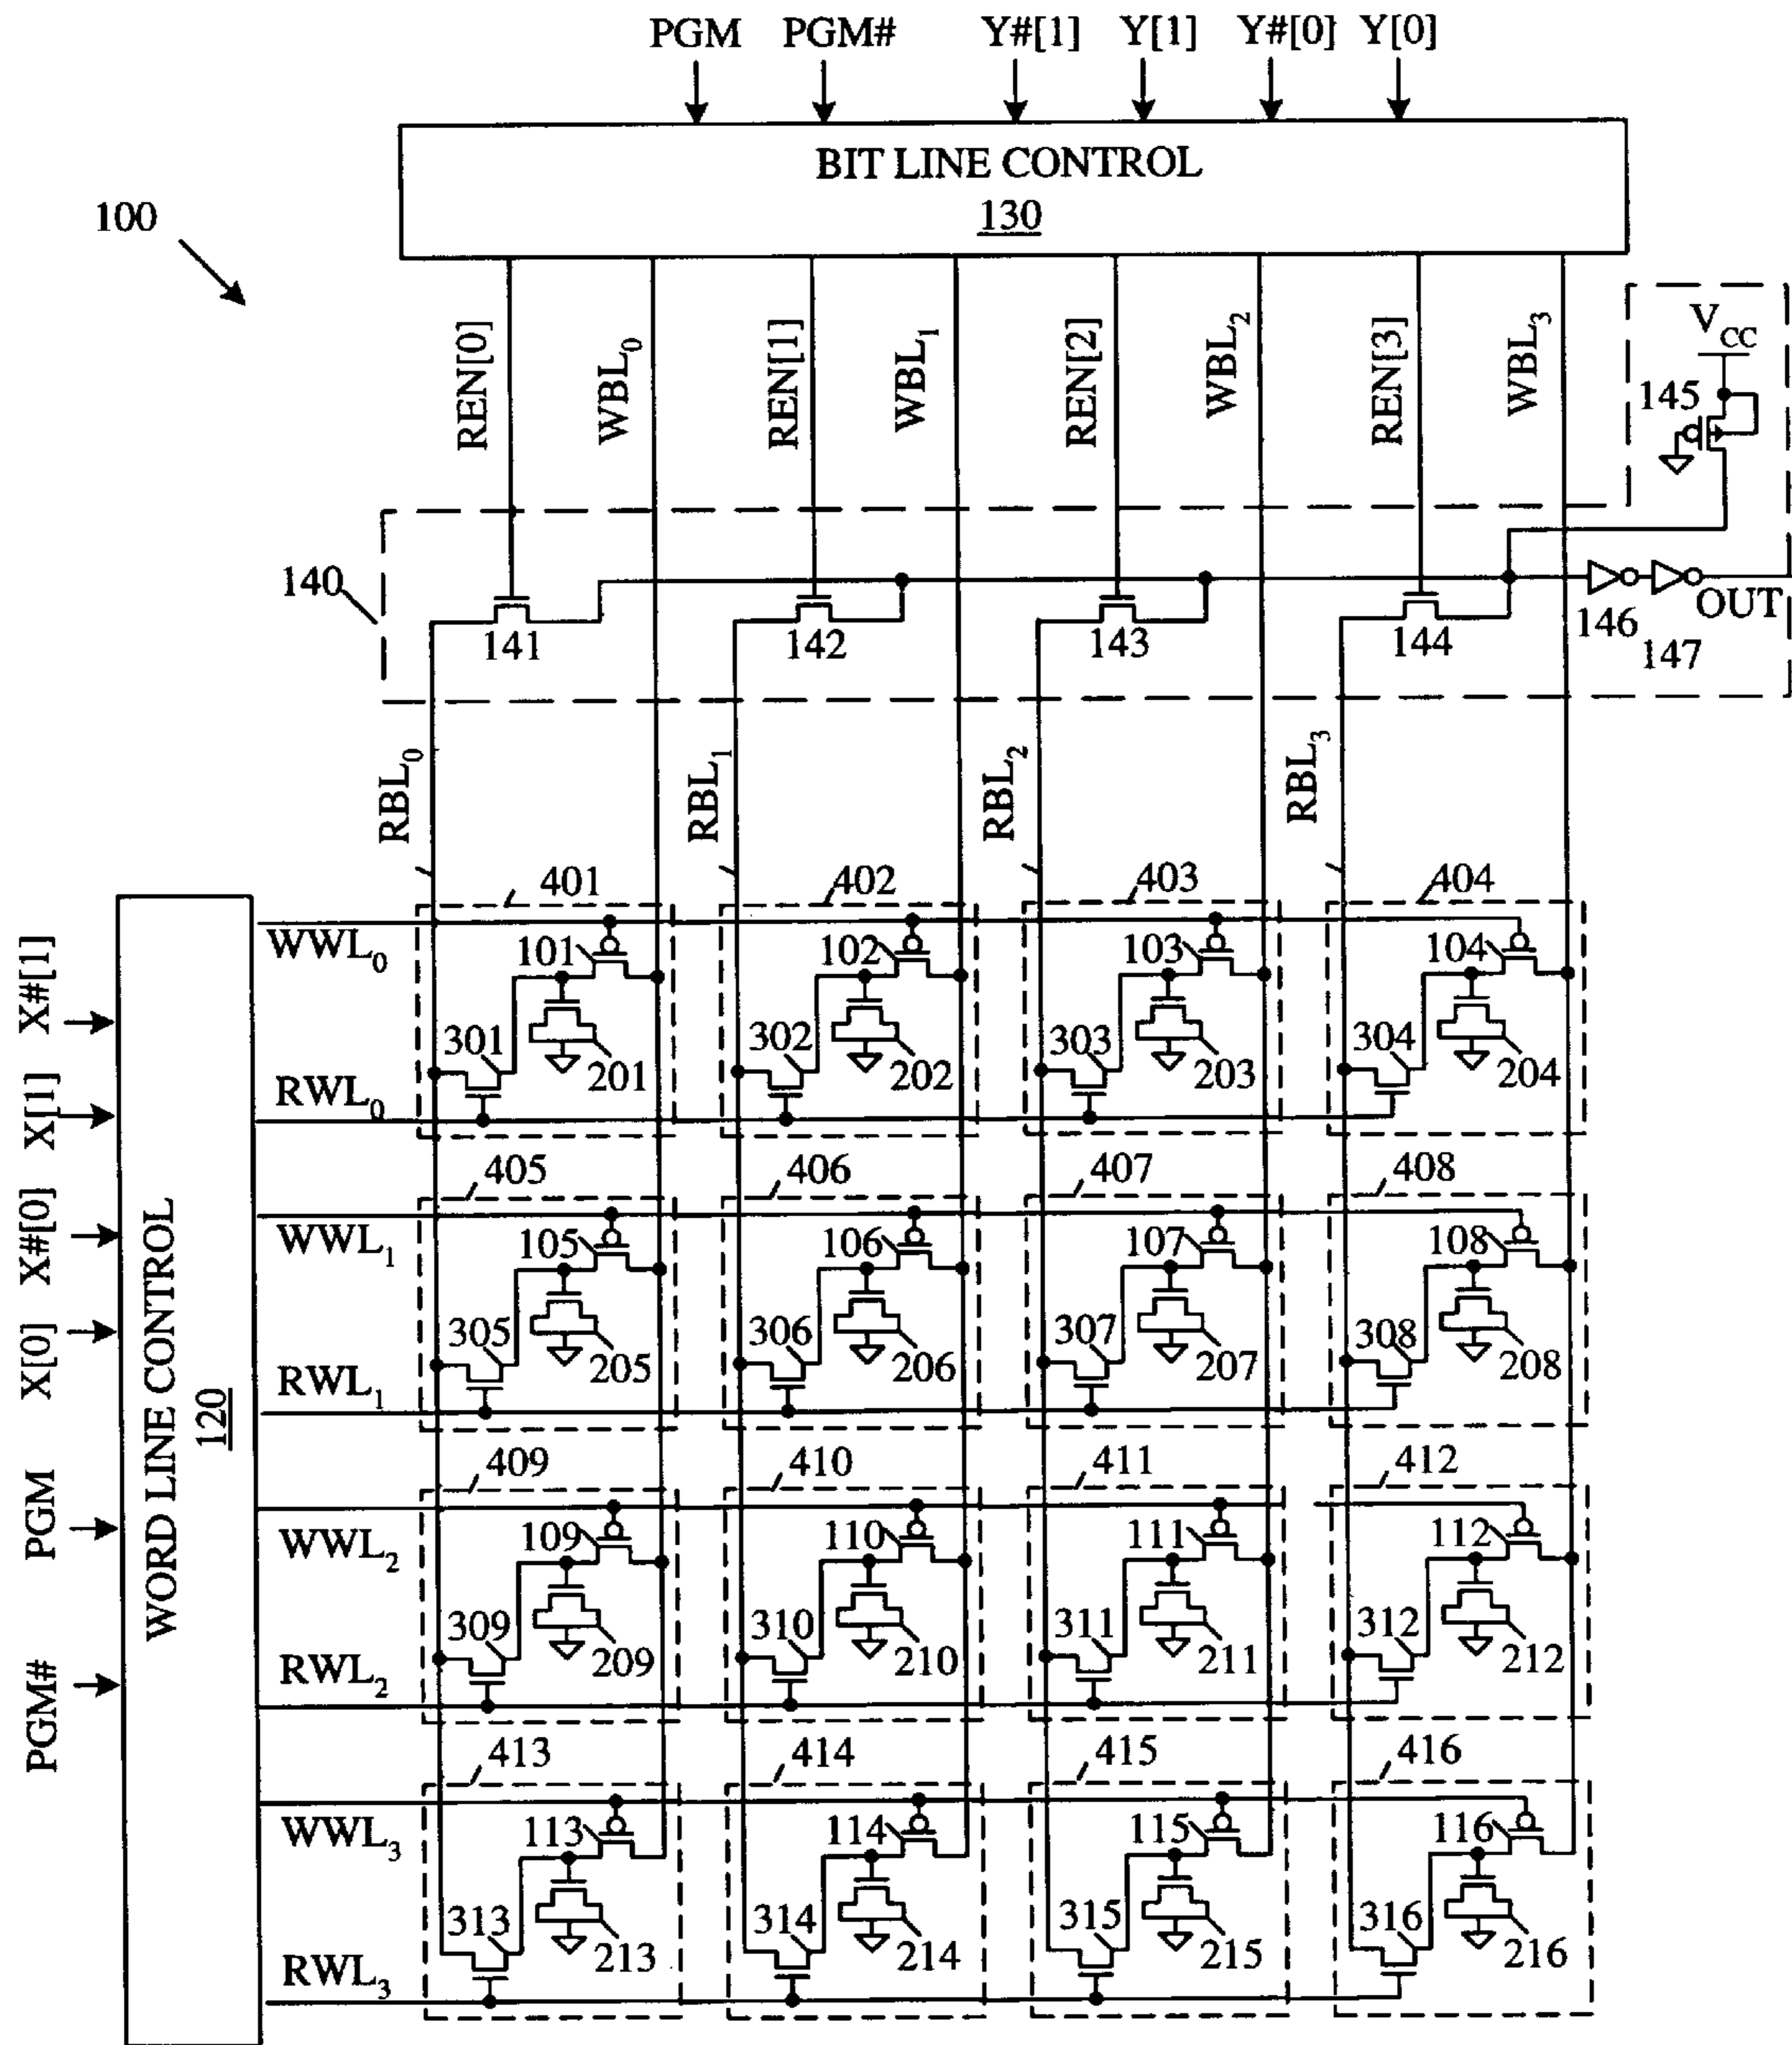 PGM PGM# Y#[1] Y[1] Y#[0] Y[0]
BIT LINE CONTROL
130
100
REN[0] WBL0 REN[1] WBL1 REN[2] WBL2 REN[3] WBL3
VCC
145
140
141 142 143 144 146 147 OUT
RBL0 RBL1 RBL2 RBL3
401 402 403 404
WWL0 101 102 103 104
301 201 302 202 303 203 304 204
RWL0
405 406 407 408
WWL1 105 106 107 108
305 205 306 206 307 207 308 208
RWL1
409 410 411 412
WWL2 109 110 111 112
309 209 310 210 311 211 312 212
RWL2
413 414 415 416
WWL3 113 114 115 116
313 213 314 214 315 215 316 216
RWL3
WORD LINE CONTROL
120
X#[1]
X[1]
X#[0]
X[0]
PGM
PGM#